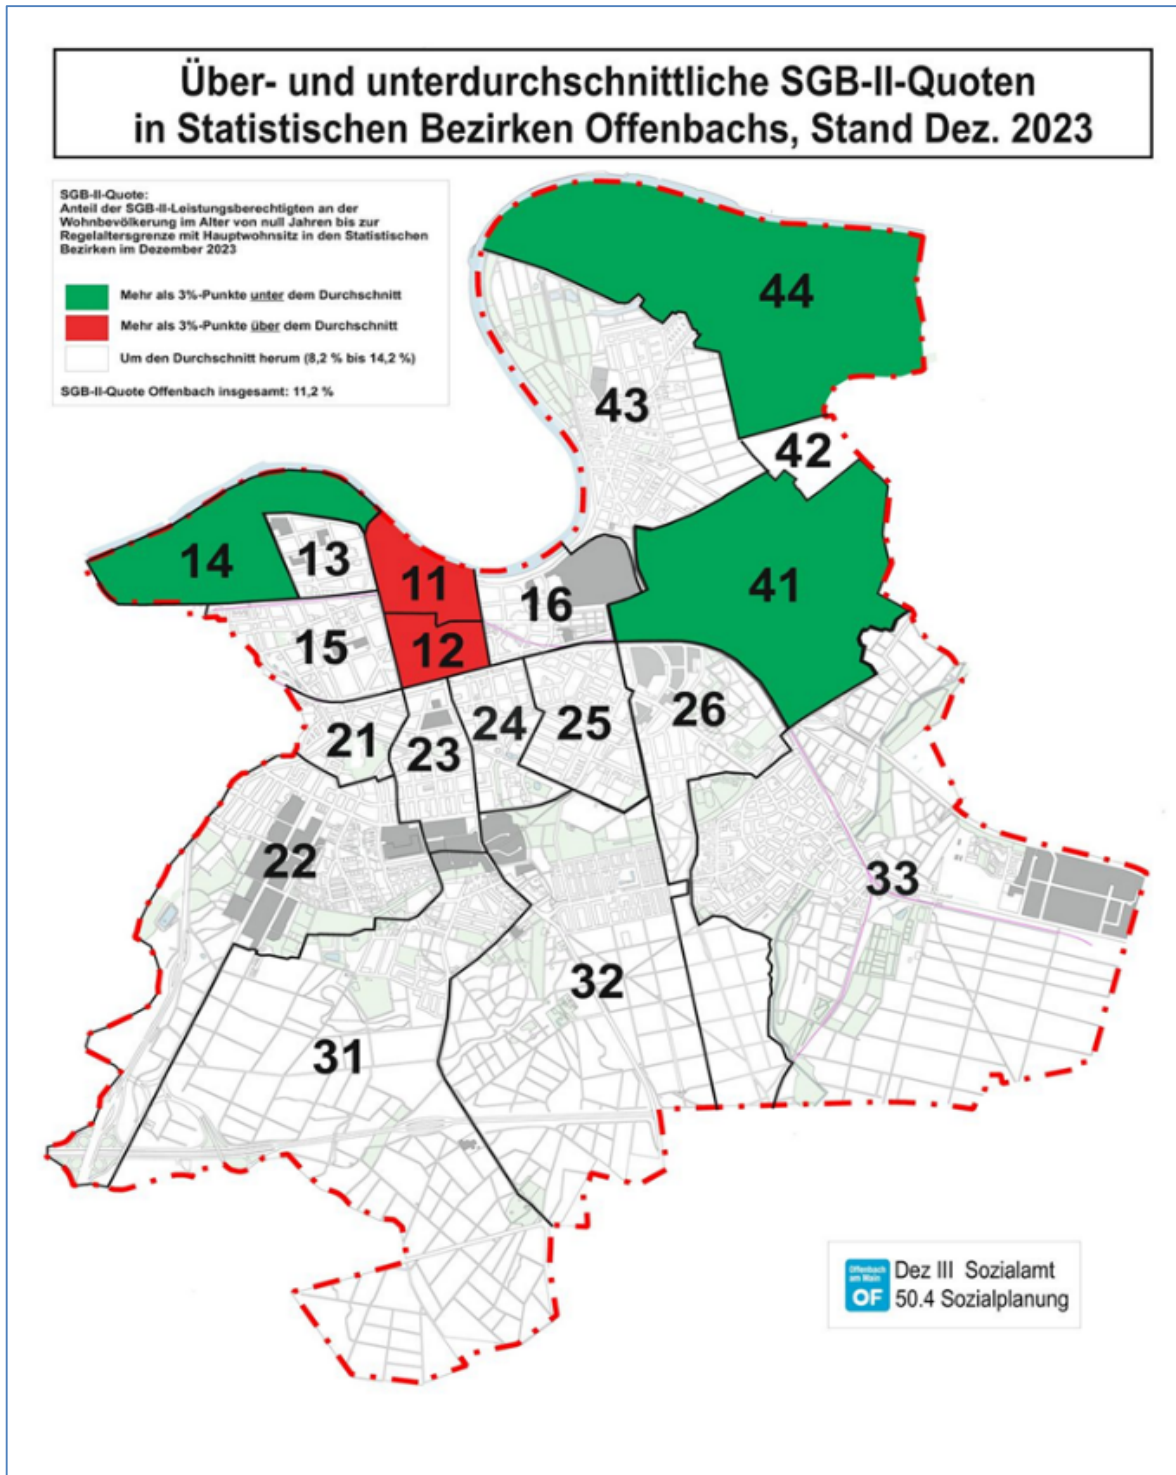 Über- und unterdurchschnittliche SGB-II-Quoten
in Statistischen Bezirken Offenbachs, Stand Dez. 2023
SGB-II-Quote:
Anteil der SGB-II-Leistungsberechtigten an der
Wohnbevölkerung im Alter von null Jahren bis zur
Regelaltersgrenze mit Hauptwohnsitz in den Statistischen
Bezirken im Dezember 2023
Mehr als 3%-Punkte unter dem Durchschnitt
Mehr als 3%-Punkte über dem Durchschnitt
Um den Durchschnitt herum (8,2 % bis 14,2 %)
SGB-II-Quote Offenbach insgesamt: 11,2 %
44
43
42
14
13
11
16
41
15
12
21
23
24
25
26
22
33
32
31
Offenbach
am Main
OF
Dez III Sozialamt
50.4 Sozialplanung